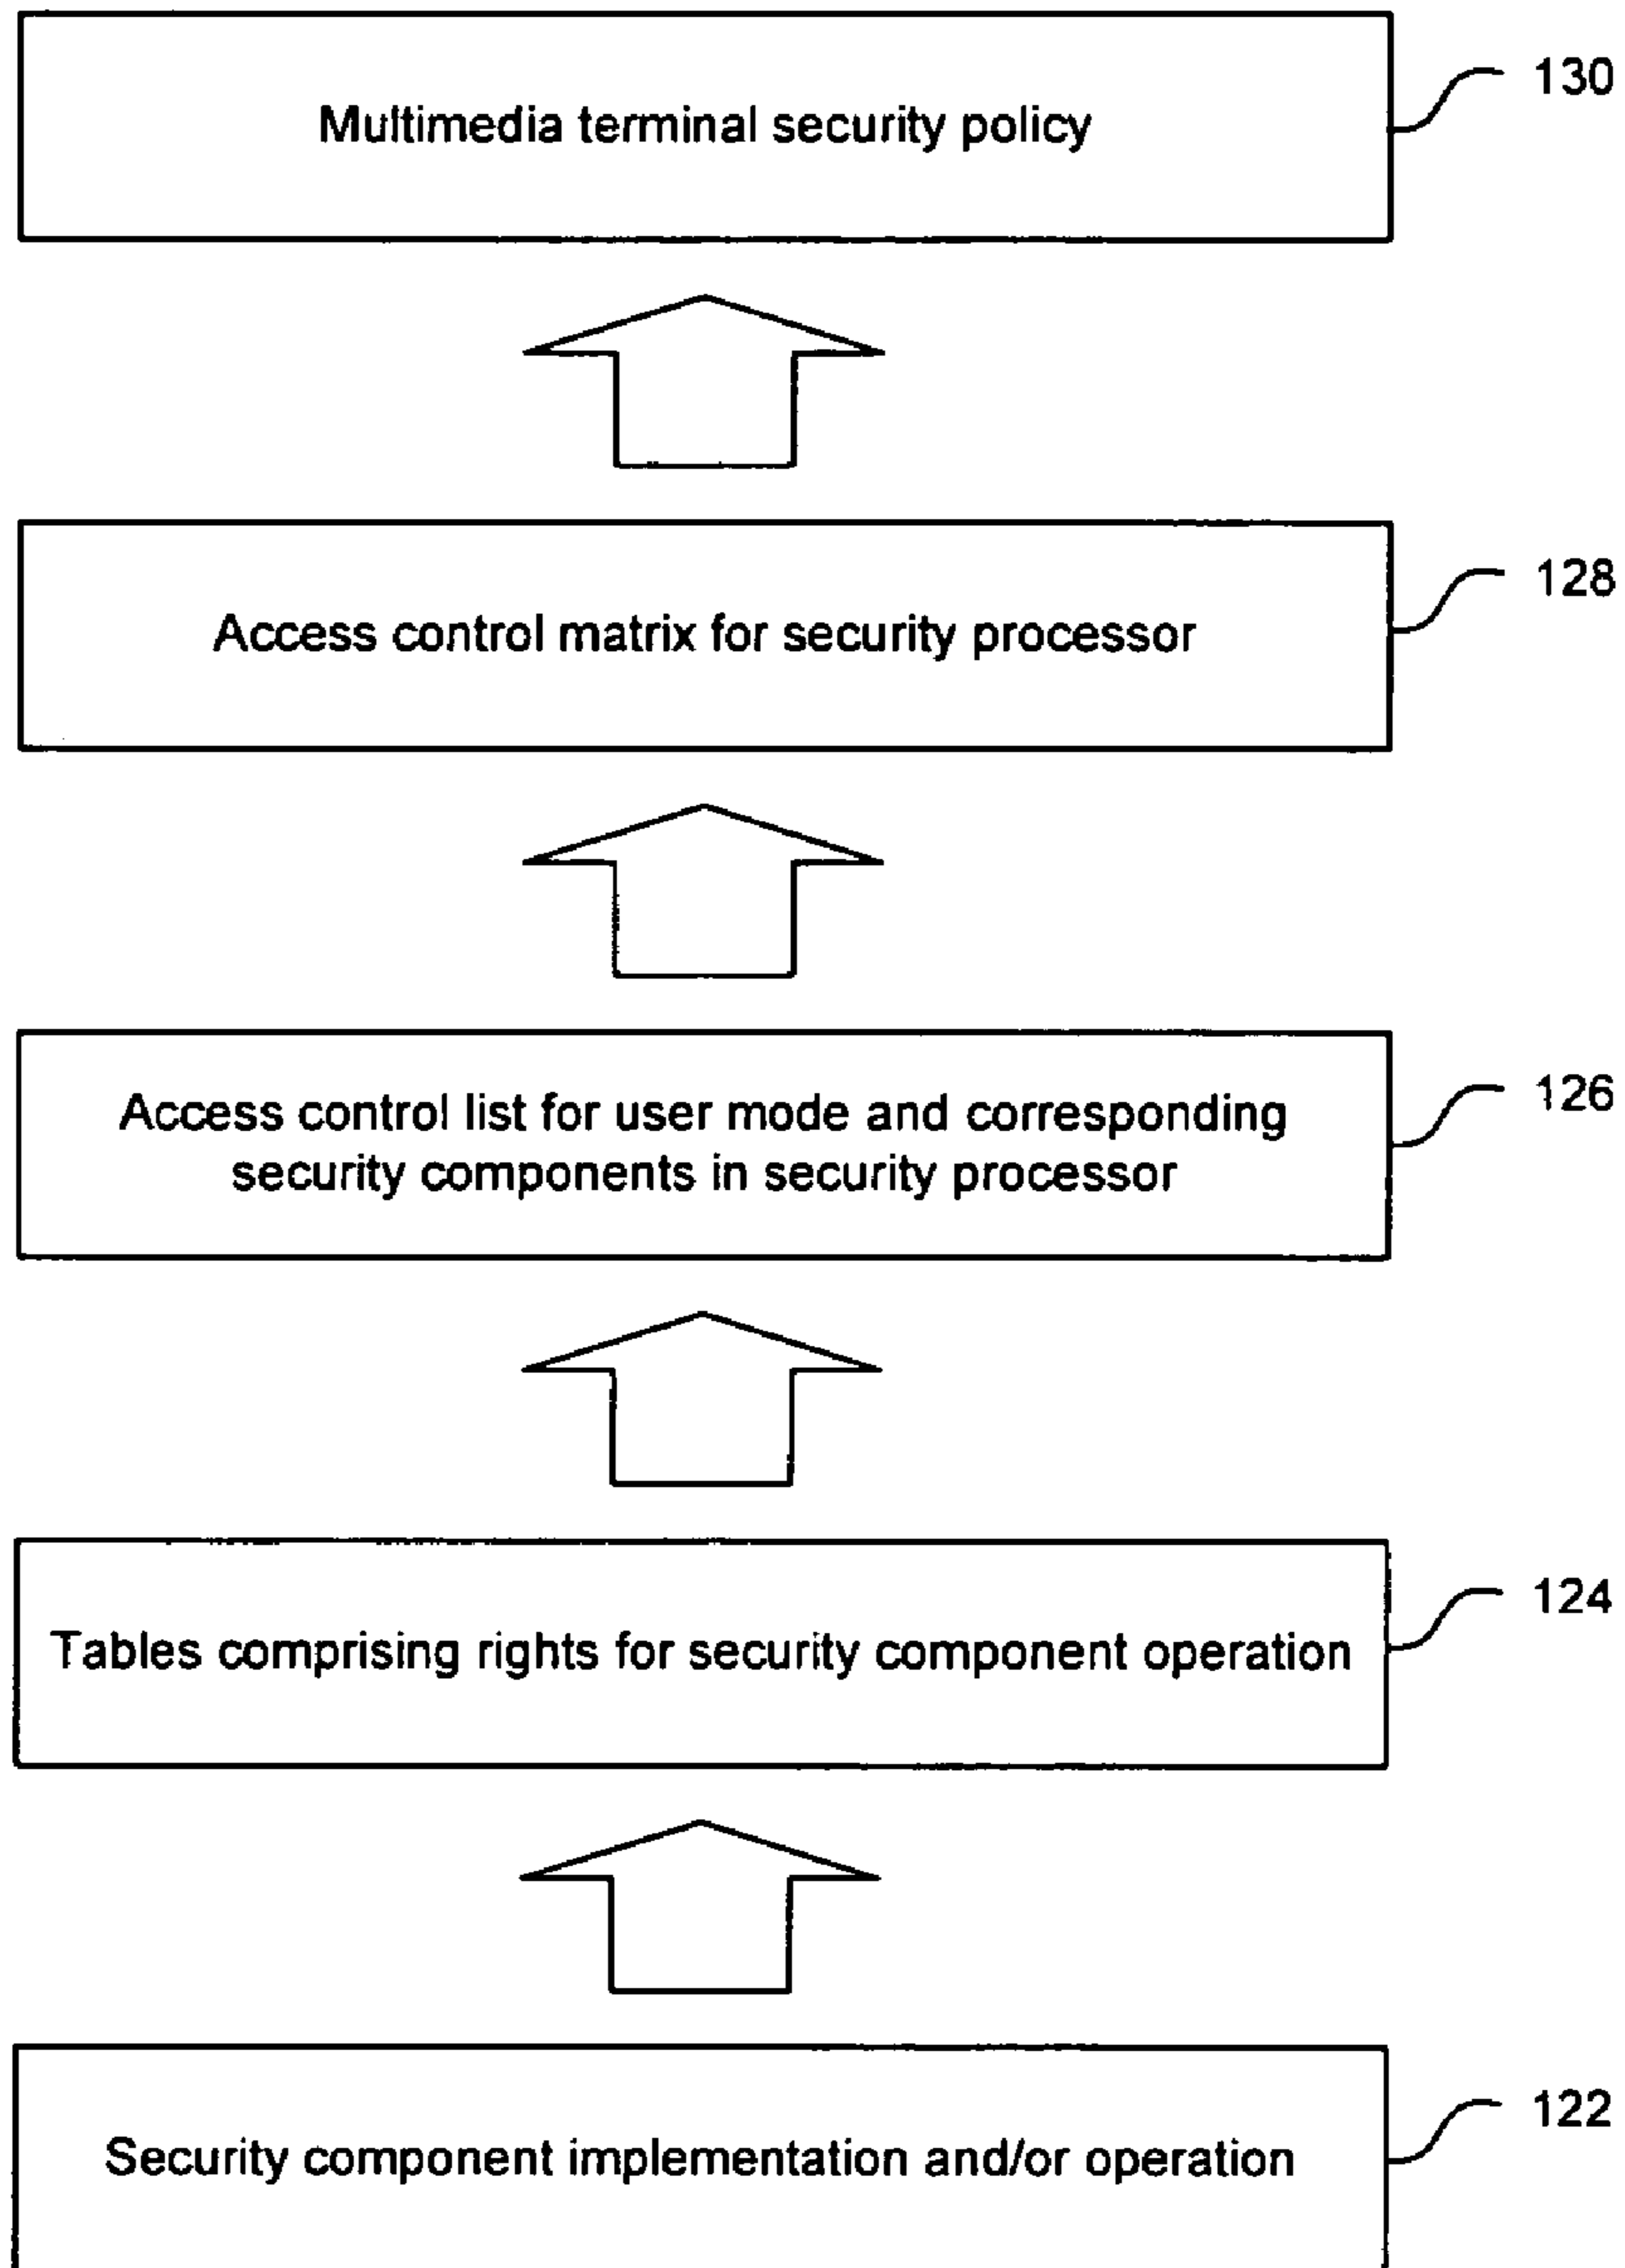 Multimedia terminal security policy
130
Access control matrix for security processor
128
Access control list for user mode and corresponding
security components in security processor
126
Tables comprising rights for security component operation
124
Security component implementation and/or operation
122